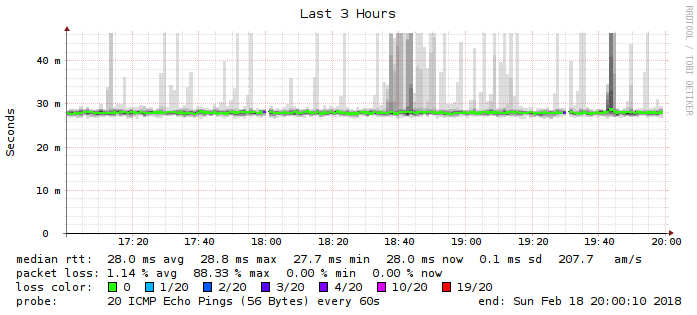 Last 3 Hours
RRDTOOL / TOBI OETIKER
Seconds
40 m
30 m
20 m
10 m
0
17:20 17:40 18:00 18:20 18:40 19:00 19:20 19:40 20:00
median rtt: 28.0 ms avg 28.8 ms max 27.7 ms min 28.0 ms now 0.1 ms sd 207.7 am/s
packet loss: 1.14 % avg 88.33 % max 0.00 % min 0.00 % now
loss color: 0 1/20 2/20 3/20 4/20 10/20 19/20
probe: 20 ICMP Echo Pings (56 Bytes) every 60s end: Sun Feb 18 20:00:10 2018